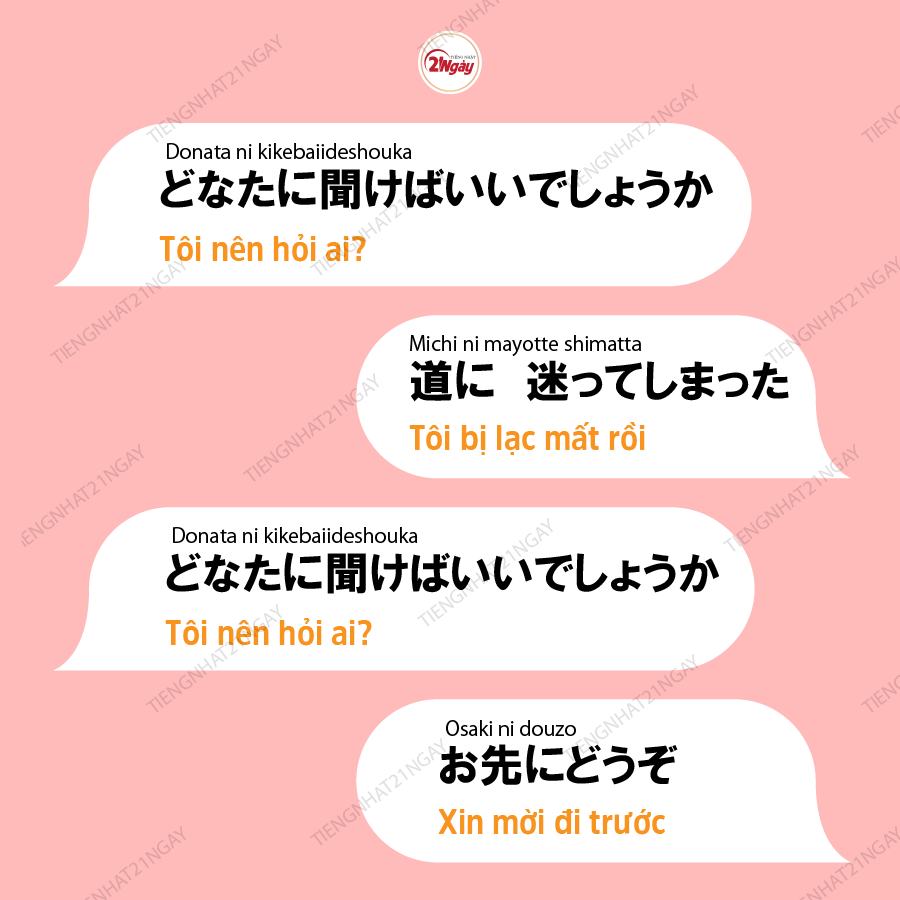 TIẾNG NHẬT
21Ngày
Donata ni kikebaiideshouka
どなたに聞けばいいでしょうか
Tôi nên hỏi ai?
Michi ni mayotte shimatta
道に 迷ってしまった
Tôi bị lạc mất rồi
Donata ni kikebaiideshouka
どなたに聞けばいいでしょうか
Tôi nên hỏi ai?
Osaki ni douzo
お先にどうぞ
Xin mời đi trước
TIENGNHAT21NGAY